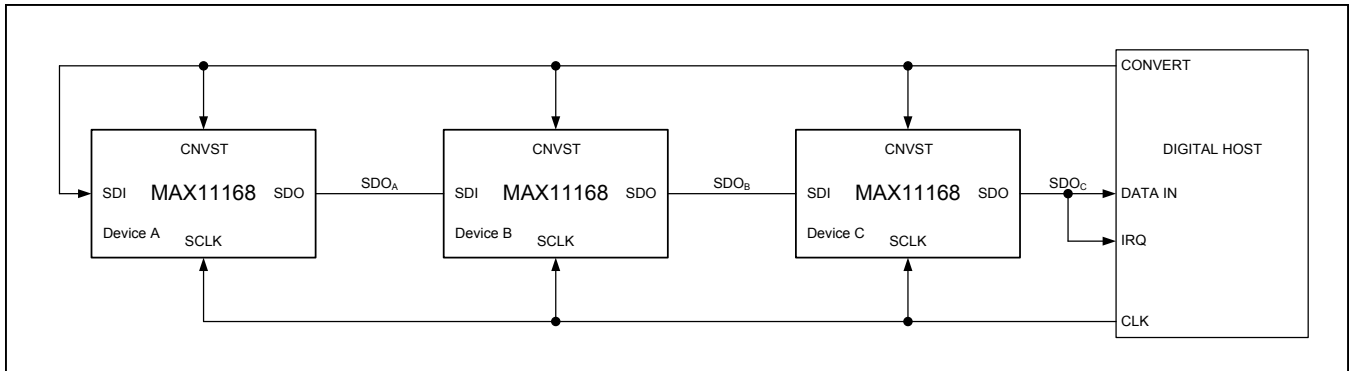 CONVERT
CNVST
CNVST
CNVST
DIGITAL HOST
SDI MAX11168 SDO
SDOA
SDI MAX11168 SDO
SDOB
SDI MAX11168 SDO
SDOC
DATA IN
Device A
SCLK
Device B
SCLK
Device C
SCLK
IRQ
CLK